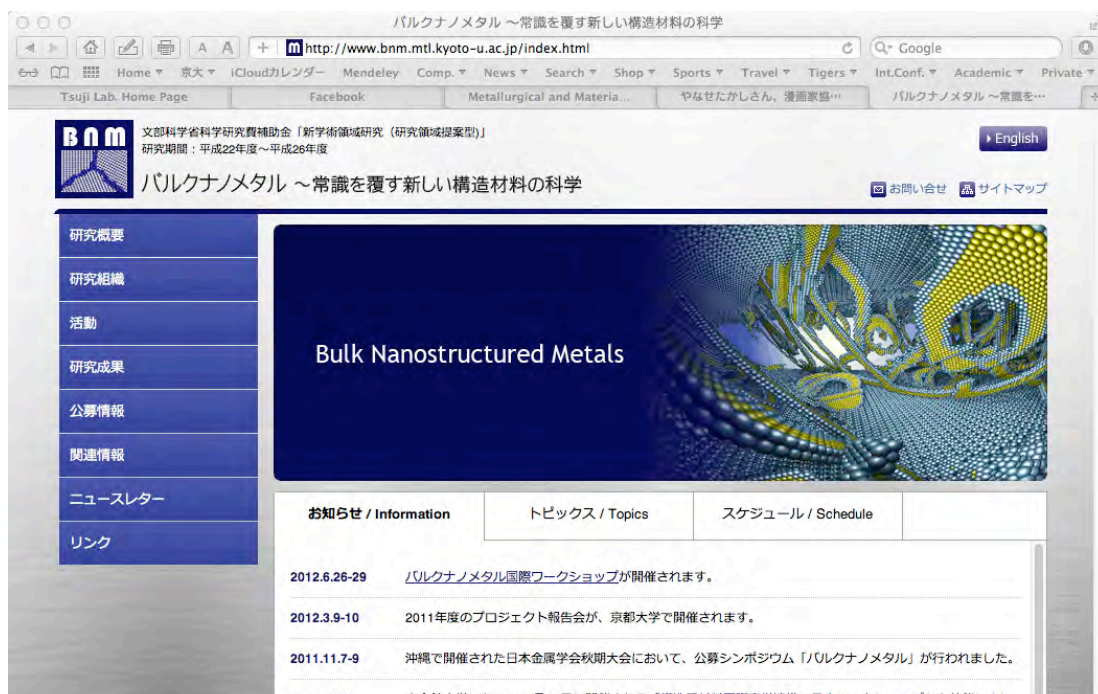 バルクナノメタル ～常識を覆す新しい構造材料の科学
A A + http://www.bnm.mtl.kyoto-u.ac.jp/index.html Google
Home 京大 iCloudカレンダー Mendeley Comp. News Search Shop Sports Travel Tigers Int.Conf. Academic Private
Tsuji Lab. Home Page Facebook Metallurgical and Materia... やなせたかしさん、漫画家協… バルクナノメタル ～常識を…
BNM
文部科学省科学研究費補助金「新学術領域研究（研究領域提案型）」
研究期間：平成22年度～平成26年度
バルクナノメタル ～常識を覆す新しい構造材料の科学
English
お問い合せ サイトマップ
研究概要
研究組織
活動
研究成果
公募情報
関連情報
ニュースレター
リンク
Bulk Nanostructured Metals
お知らせ / Information トピックス / Topics スケジュール / Schedule
2012.6.26-29 バルクナノメタル国際ワークショップが開催されます。
2012.3.9-10 2011年度のプロジェクト報告会が、京都大学で開催されます。
2011.11.7-9 沖縄で開催された日本金属学会秋期大会において、公募シンポジウム「バルクナノメタル」が行われました。